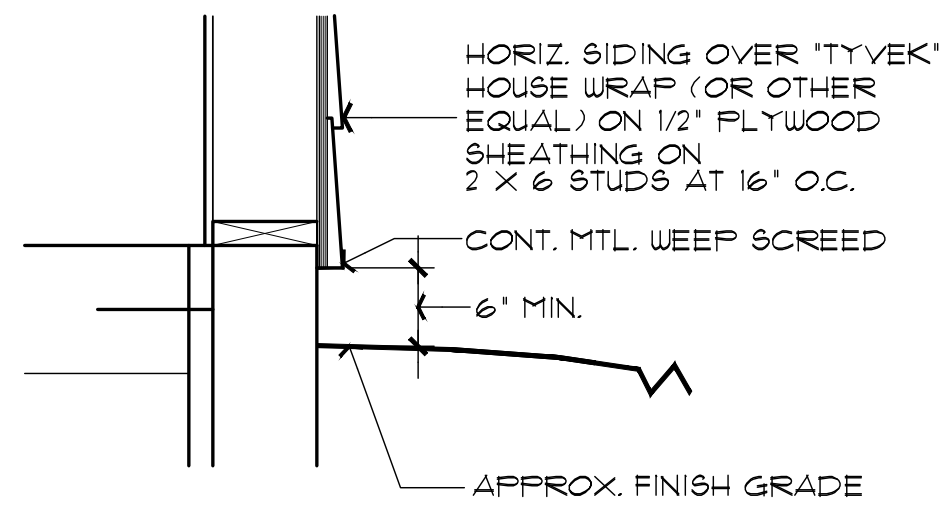 HORIZ. SIDING OVER "TYVEK"
HOUSE WRAP (OR OTHER
EQUAL) ON 1/2" PLYWOOD
SHEATHING ON
2 X 6 STUDS AT 16" O.C.
CONT. MTL. WEEP SCREED
6" MIN.
APPROX. FINISH GRADE